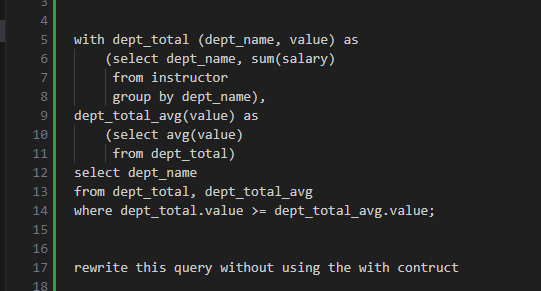 3
4
5 with dept_total (dept_name, value) as
6 (select dept_name, sum(salary)
7 from instructor
8 group by dept_name),
9 dept_total_avg(value) as
10 (select avg(value)
11 from dept_total)
12 select dept_name
13 from dept_total, dept_total_avg
14 where dept_total.value >= dept_total_avg.value;
15
16
17 rewrite this query without using the with contruct
18